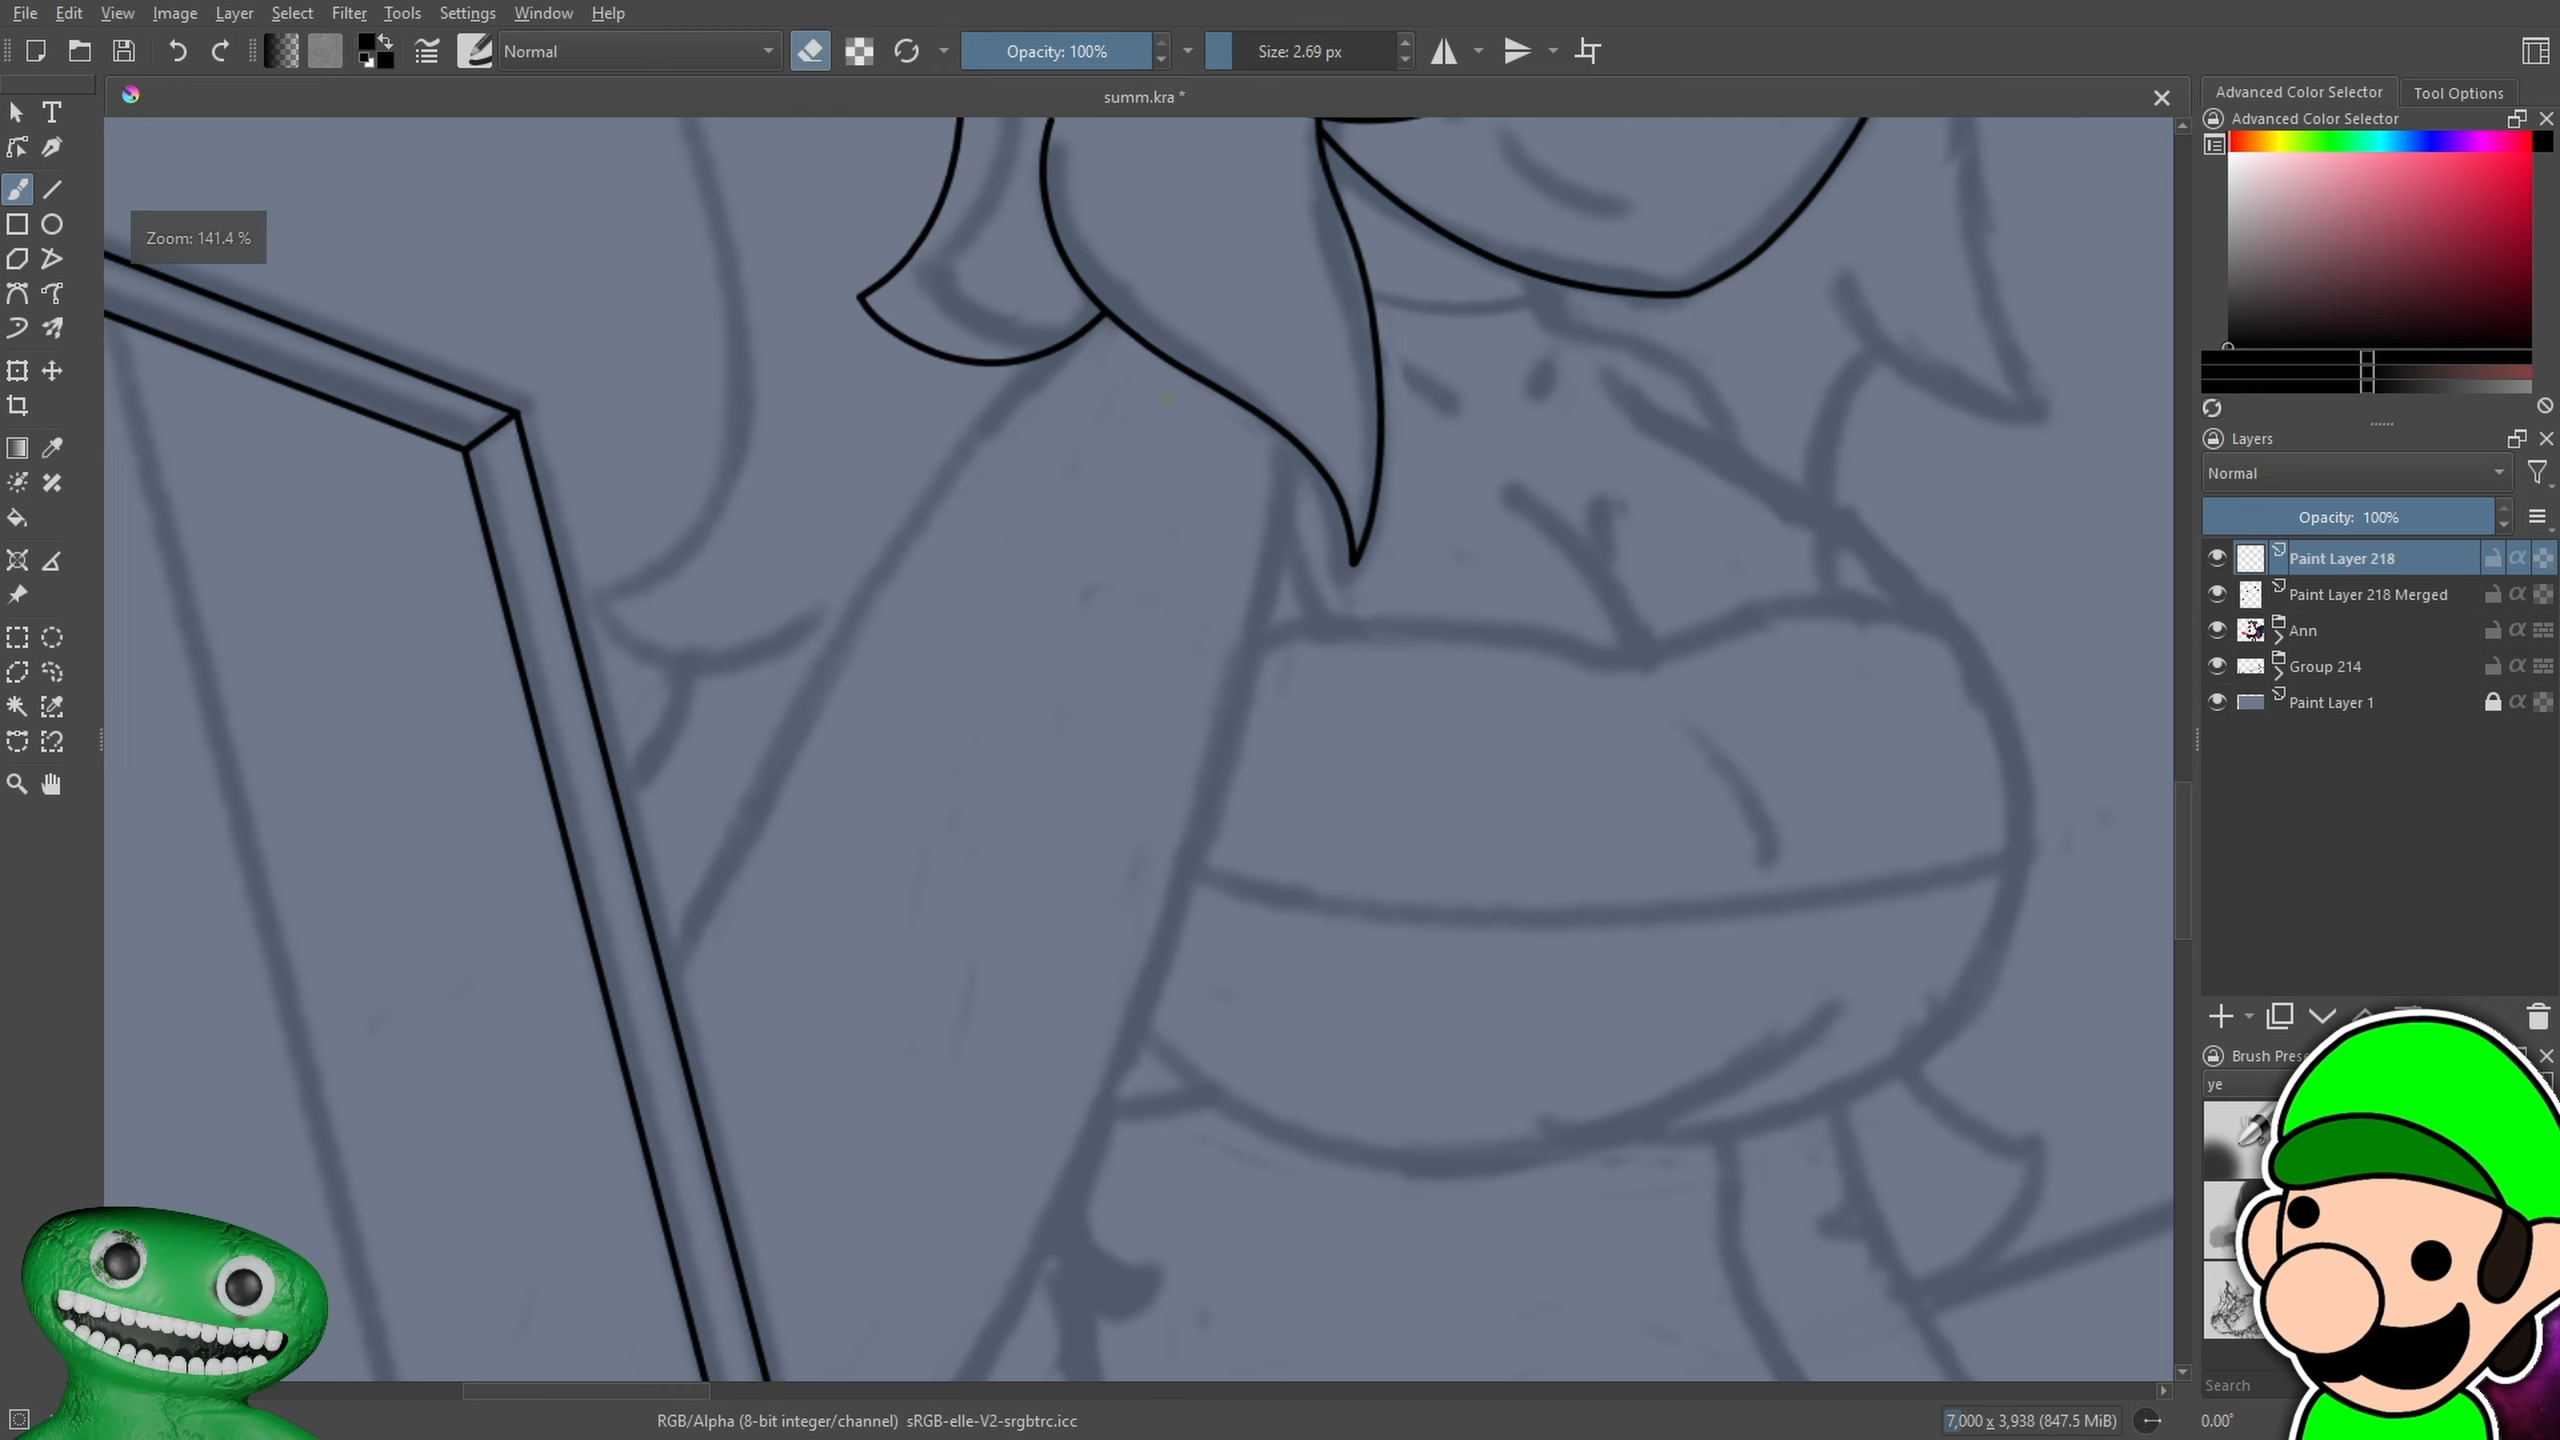 File Edit View Image Layer Select Filter Tools Settings Window Help
Normal
Opacity: 100%
Size: 2.69 px
summ.kra *
Advanced Color Selector
Tool Options
Advanced Color Selector
Zoom: 141.4 %
Layers
Normal
Opacity: 100%
Paint Layer 218
Paint Layer 218 Merged
Ann
Group 214
Paint Layer 1
Brush Pres
ye
Search
RGB/Alpha (8-bit integer/channel) sRGB-elle-V2-srgbtrc.icc
7,000 x 3,938 (847.5 MiB)
0.00°